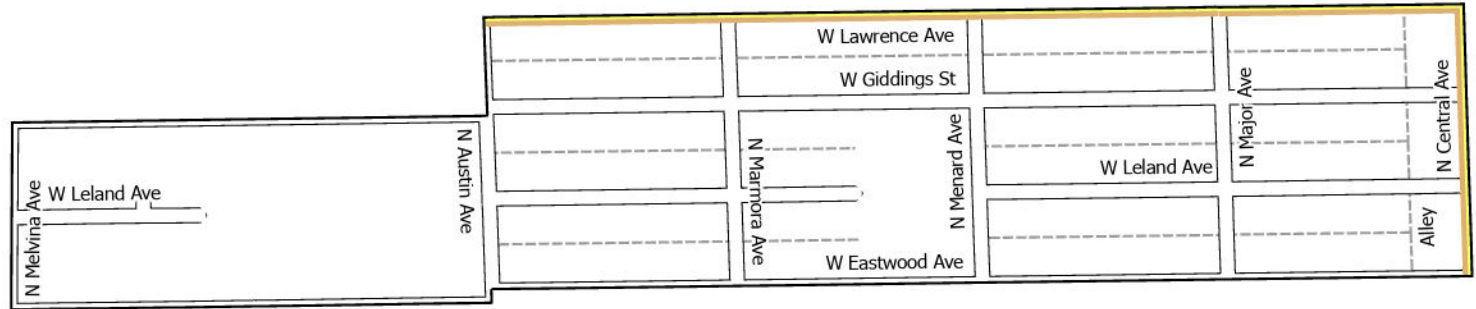 W Lawrence Ave
W Giddings St
N Melvina Ave
W Leland Ave
N Austin Ave
N Marmora Ave
N Menard Ave
W Leland Ave
N Major Ave
N Central Ave
W Eastwood Ave
Alley